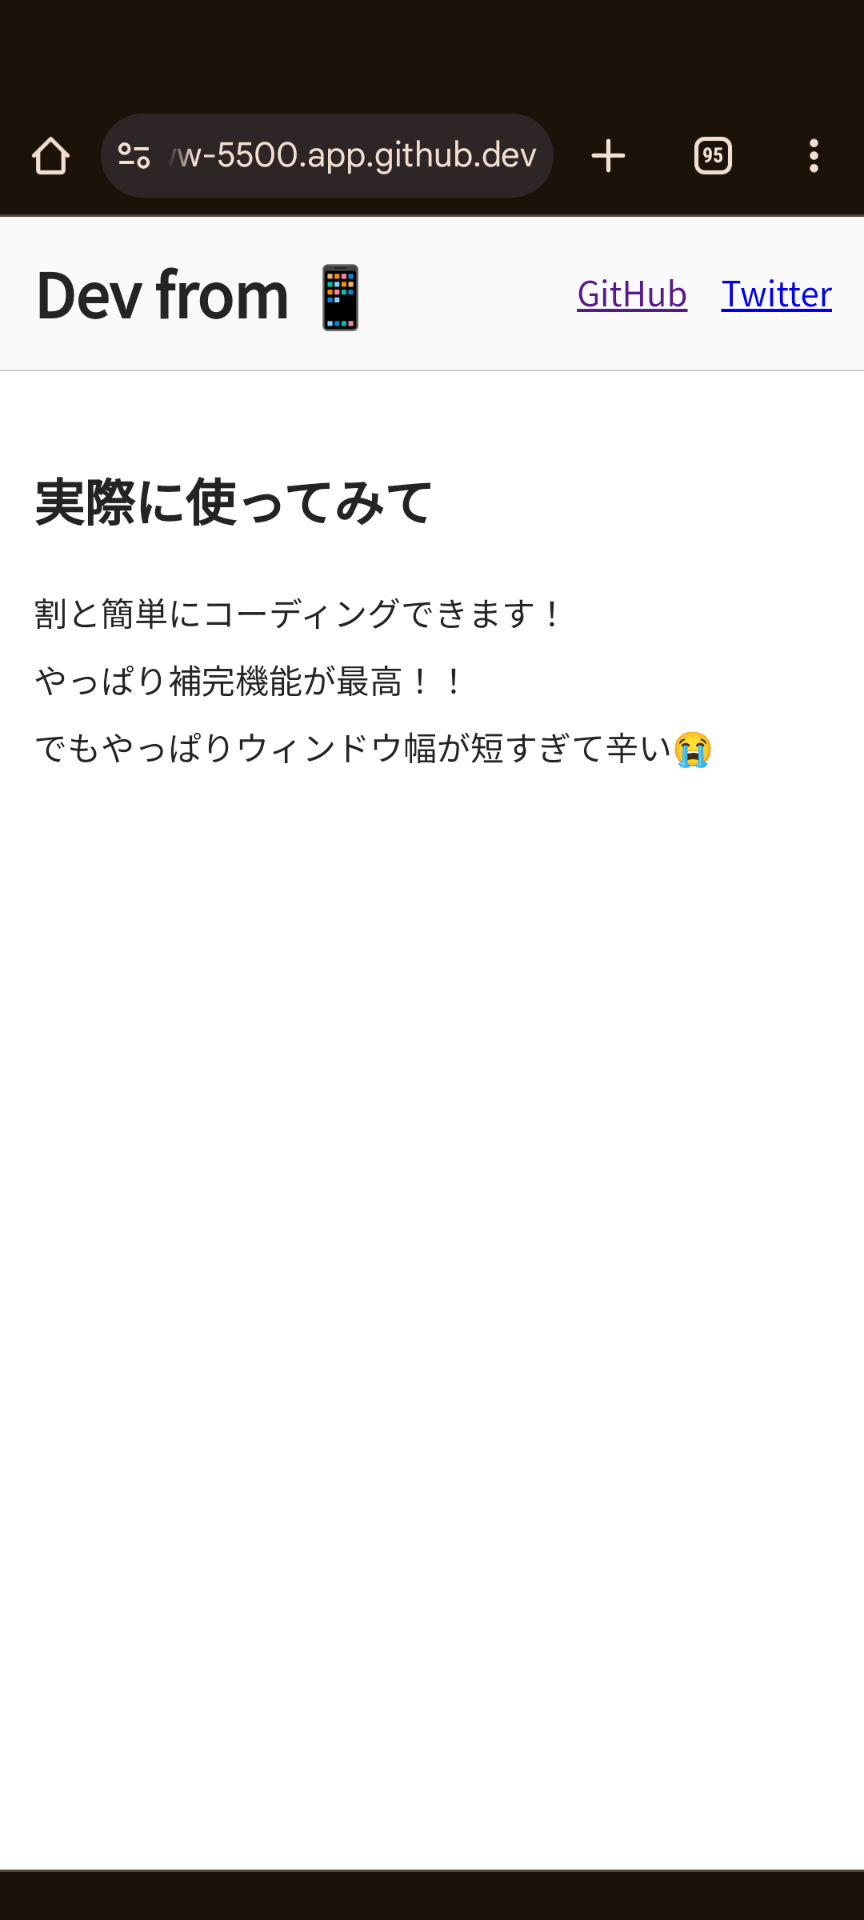 w-5500.app.github.dev
95
Dev from 📱
GitHub Twitter
実際に使ってみて
割と簡単にコーディングできます！
やっぱり補完機能が最高！！
でもやっぱりウィンドウ幅が短すぎて辛い😭